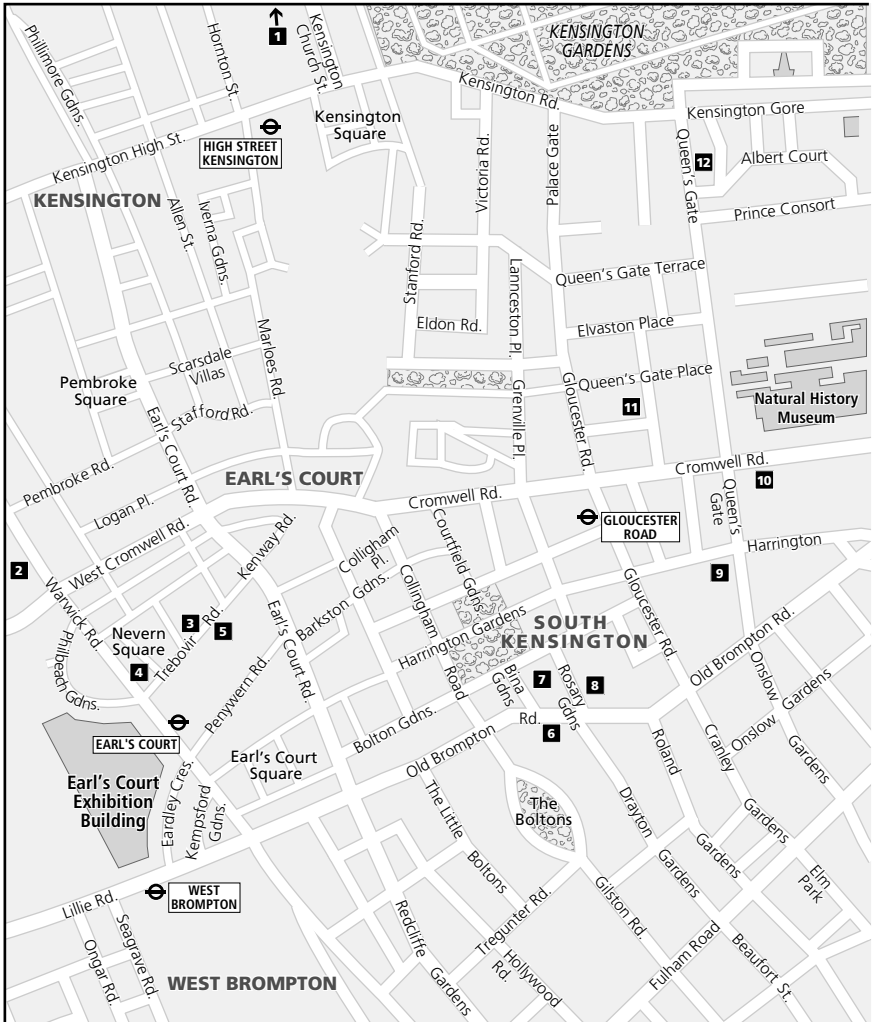 1
KENSINGTON
GARDENS
Phillimore Gdns.
Hornton St.
Kensington
Church St.
Kensington Rd.
Kensington Gore
Kensington
Square
HIGH STREET
KENSINGTON
Kensington High St.
Victoria Rd.
Palace Gate
Queen's Gate
12
Albert Court
Prince Consort
KENSINGTON
Allen St.
Iverna Gdns.
Stanford Rd.
Lannceston Pl.
Queen's Gate Terrace
Eldon Rd.
Elvaston Place
Marloes Rd.
Scarsdale
Villas
Pembroke
Square
Stafford Rd.
Earl's Court Rd.
Grenville Pl.
Gloucester Rd.
Queen's Gate Place
11
Natural History
Museum
Pembroke Rd.
Logan Pl.
EARL'S COURT
Cromwell Rd.
Cromwell Rd.
10
Queen's
Gate
West Cromwell Rd.
Kenway Rd.
Colligham
Pl.
Courtfield Gdns.
GLOUCESTER
ROAD
Harrington
2
Warwick Rd.
9
Barkston Gdns.
Collingham
Road
Gloucester Rd.
3
Trebovir Rd.
5
Earl's Court Rd.
Harrington Gardens
SOUTH
KENSINGTON
Nevern
Square
4
Philbeach Gdns.
Penywern Rd.
Bina
Gdns
7
Rosary
Gdns
8
Old Brompton Rd.
Onslow
Gardens
Onslow Gardens
EARL'S COURT
Bolton Gdns.
Old Brompton
Rd.
6
Roland
Gardens
Cranley
Gardens
Earl's Court
Square
Earl's Court
Exhibition
Building
Eardley Cres.
Kempsford
Gdns.
The Little
Boltons
The
Boltons
Drayton
Gardens
Elm
Park
WEST
BROMPTON
Lillie Rd.
Seagrave Rd.
Ongar Rd.
WEST BROMPTON
Redcliffe
Gardens
Tregunter Rd.
Hollywood
Rd.
Gilston Rd.
Fulham Road
Beaufort St.